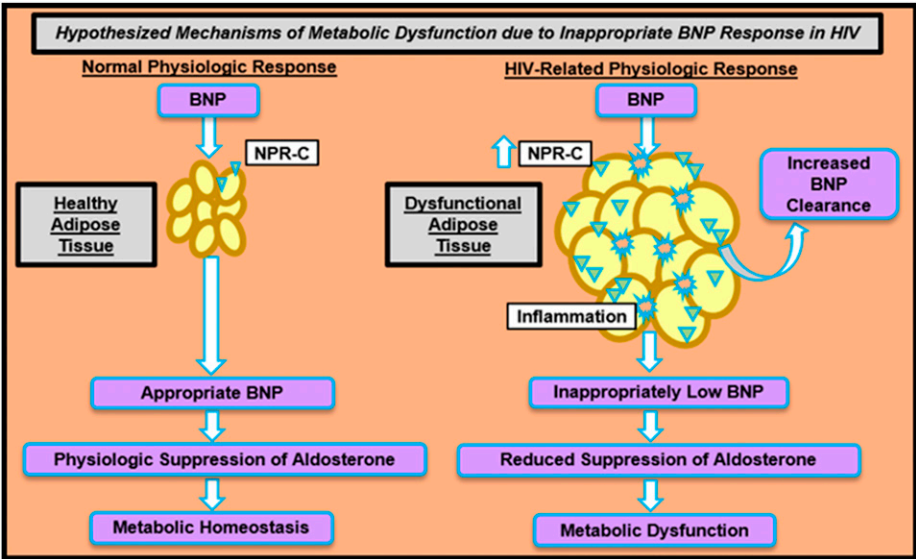 Hypothesized Mechanisms of Metabolic Dysfunction due to Inappropriate BNP Response in HIV
Normal Physiologic Response
BNP
NPR-C
Healthy
Adipose
Tissue
Appropriate BNP
Physiologic Suppression of Aldosterone
Metabolic Homeostasis
HIV-Related Physiologic Response
BNP
NPR-C
Increased
BNP
Clearance
Dysfunctional
Adipose
Tissue
Inflammation
Inappropriately Low BNP
Reduced Suppression of Aldosterone
Metabolic Dysfunction